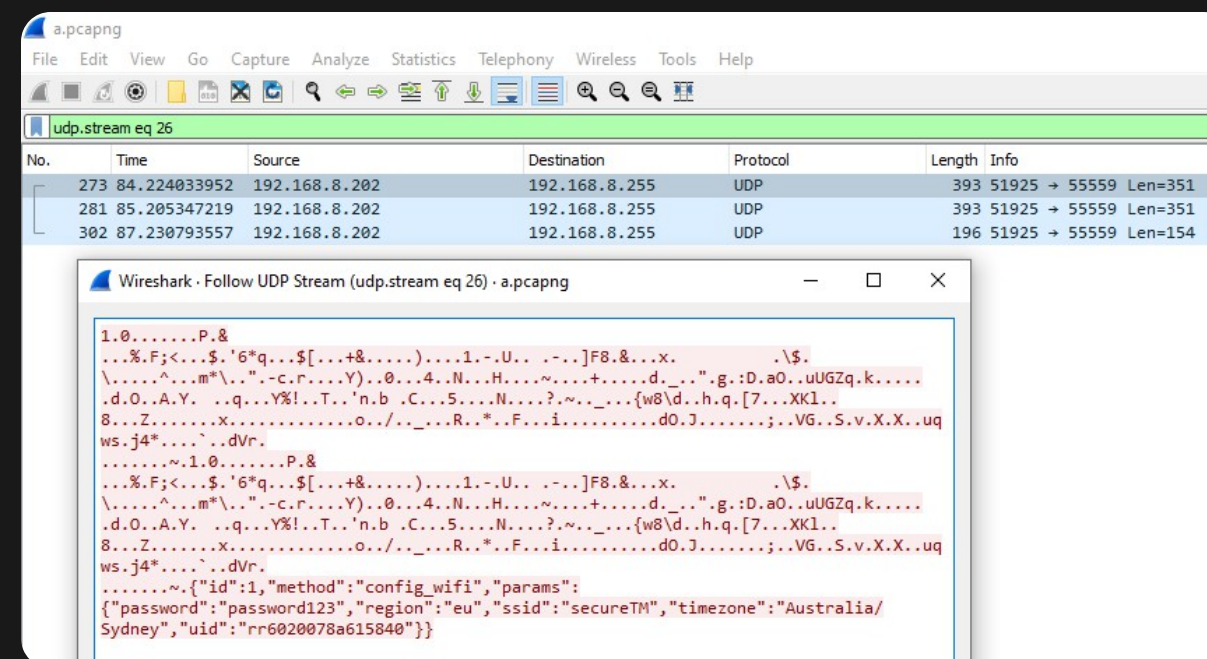 a.pcapng
File Edit View Go Capture Analyze Statistics Telephony Wireless Tools Help
udp.stream eq 26
No. Time Source Destination Protocol Length Info
273 84.224033952 192.168.8.202 192.168.8.255 UDP 393 51925 → 55559 Len=351
281 85.205347219 192.168.8.202 192.168.8.255 UDP 393 51925 → 55559 Len=351
302 87.230793557 192.168.8.202 192.168.8.255 UDP 196 51925 → 55559 Len=154
Wireshark · Follow UDP Stream (udp.stream eq 26) · a.pcapng
1.0.......P.&
...%.F;<...$.'6*q...$[...+&.....)....1.-.U.. .-..]F8.&...x. .\$.
\.....^...m*\..".-c.r....Y)..0...4..N...H....~....+.....d._..".g.:D.aO..uUGZq.k.....
.d.O..A.Y. ..q...Y%!..T..'n.b .C...5....N....?.~.._...{w8\d..h.q.[7...XKl..
8...Z.......x.............o../.._...R..*..F...i..........dO.J.......;..VG..S.v.X.X..uq
ws.j4*....`..dVr.
.......~.1.0.......P.&
...%.F;<...$.'6*q...$[...+&.....)....1.-.U.. .-..]F8.&...x. .\$.
\.....^...m*\..".-c.r....Y)..0...4..N...H....~....+.....d._..".g.:D.aO..uUGZq.k.....
.d.O..A.Y. ..q...Y%!..T..'n.b .C...5....N....?.~.._...{w8\d..h.q.[7...XKl..
8...Z.......x.............o../.._...R..*..F...i..........dO.J.......;..VG..S.v.X.X..uq
ws.j4*....`..dVr.
.......~.{"id":1,"method":"config_wifi","params":
{"password":"password123","region":"eu","ssid":"secureTM","timezone":"Australia/
Sydney","uid":"rr6020078a615840"}}